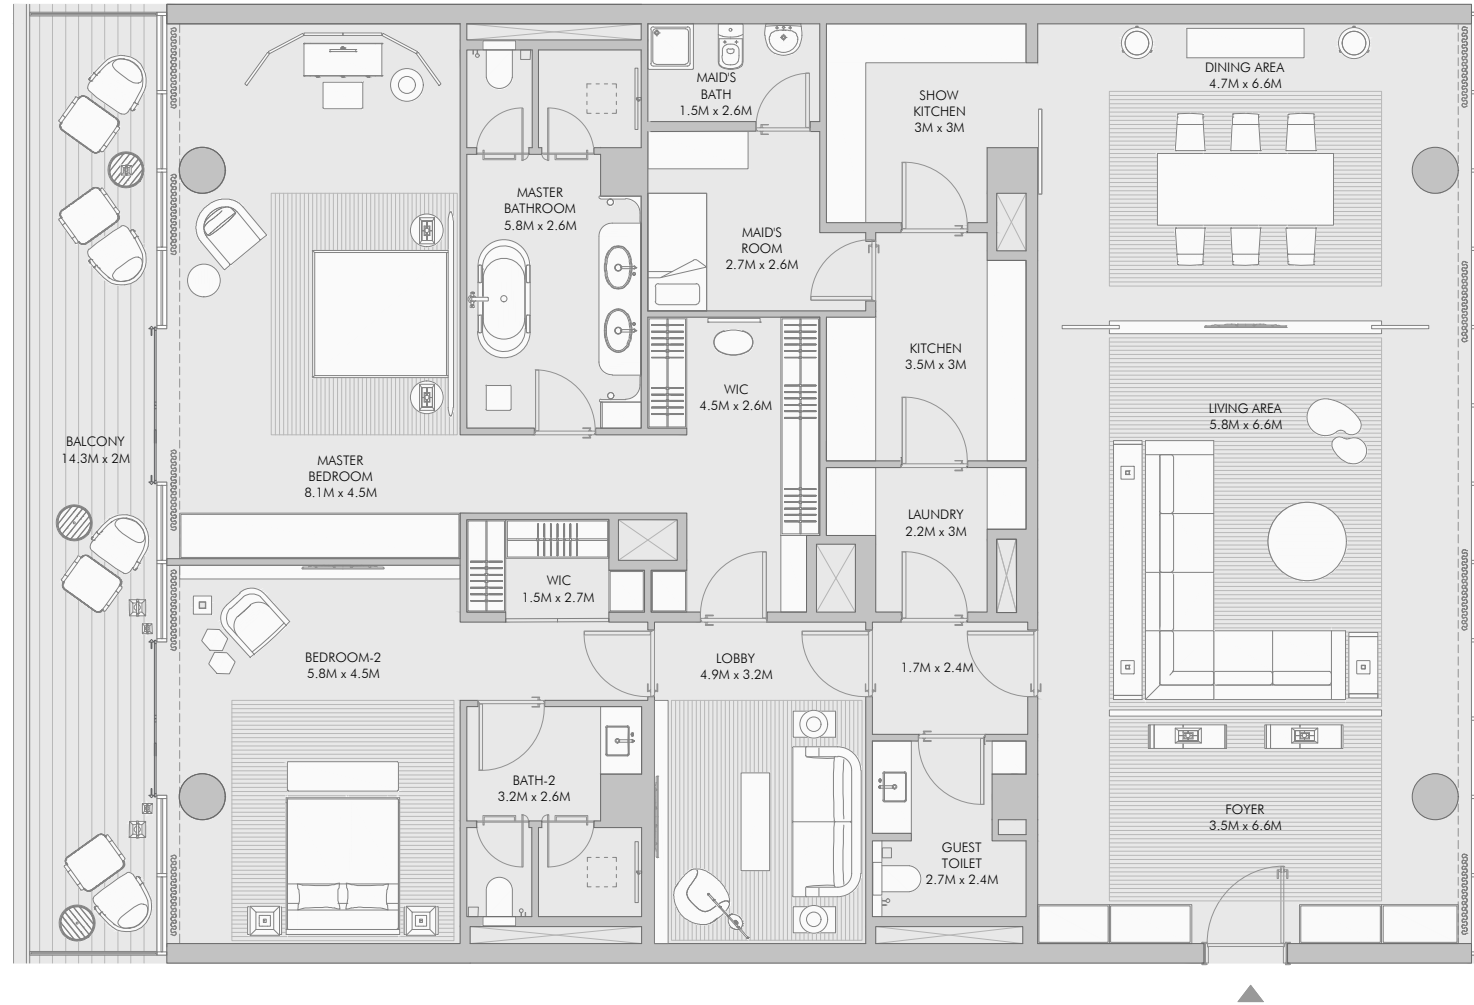 DINING AREA
4.7M x 6.6M
MAID'S
BATH
1.5M x 2.6M
SHOW
KITCHEN
3M x 3M
MASTER
BATHROOM
5.8M x 2.6M
MAID'S
ROOM
2.7M x 2.6M
KITCHEN
3.5M x 3M
WIC
4.5M x 2.6M
LIVING AREA
5.8M x 6.6M
BALCONY
14.3M x 2M
MASTER
BEDROOM
8.1M x 4.5M
LAUNDRY
2.2M x 3M
WIC
1.5M x 2.7M
BEDROOM-2
5.8M x 4.5M
LOBBY
4.9M x 3.2M
1.7M x 2.4M
BATH-2
3.2M x 2.6M
FOYER
3.5M x 6.6M
GUEST
TOILET
2.7M x 2.4M